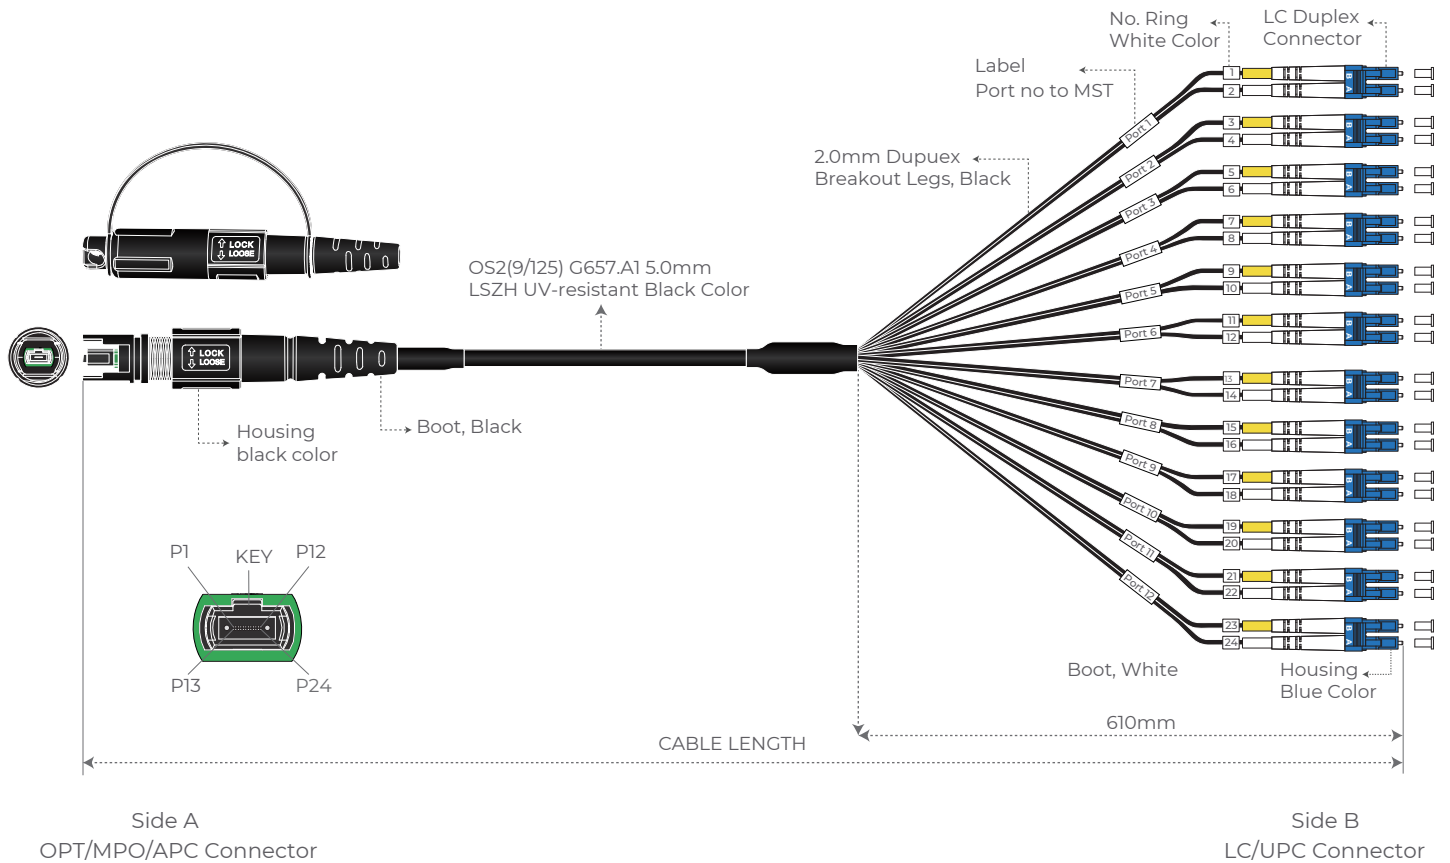 No. Ring
White Color
LC Duplex
Connector
Label
Port no to MST
2.0mm Dupuex
Breakout Legs, Black
1
2
3
4
5
6
7
8
9
10
11
12
13
14
15
16
17
18
19
20
21
22
23
24
Port 1
Port 2
Port 3
Port 4
Port 5
Port 6
Port 7
Port 8
Port 9
Port 10
Port 11
Port 12
B
A
B
A
B
A
B
A
B
A
B
A
B
A
B
A
B
A
B
A
B
A
B
A
⇧ LOCK
⇩ LOOSE
OS2(9/125) G657.A1 5.0mm
LSZH UV-resistant Black Color
⇧ LOCK
⇩ LOOSE
Housing
black color
Boot, Black
P1
KEY
P12
P13
P24
Boot, White
Housing
Blue Color
610mm
CABLE LENGTH
Side A
OPT/MPO/APC Connector
Side B
LC/UPC Connector